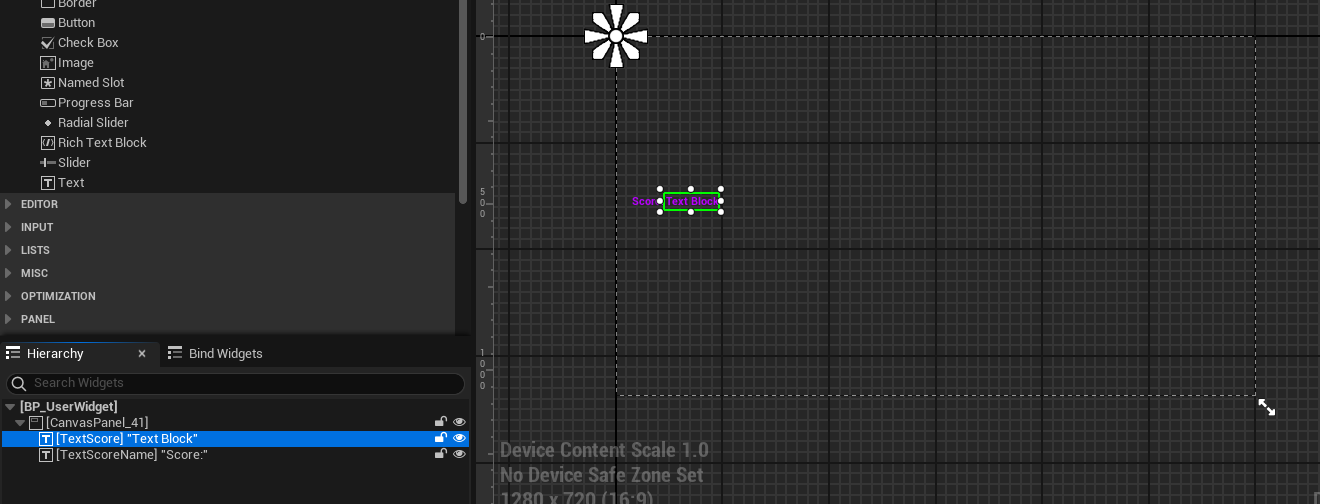 Border
Button
Check Box
Image
Named Slot
Progress Bar
Radial Slider
Rich Text Block
Slider
Text
EDITOR
INPUT
LISTS
MISC
OPTIMIZATION
PANEL
Hierarchy
Bind Widgets
Search Widgets
[BP_UserWidget]
[CanvasPanel_41]
[TextScore] "Text Block"
[TextScoreName] "Score:"
0
500
100
Scor Text Block
Device Content Scale 1.0
No Device Safe Zone Set
1280 x 720 (16:9)